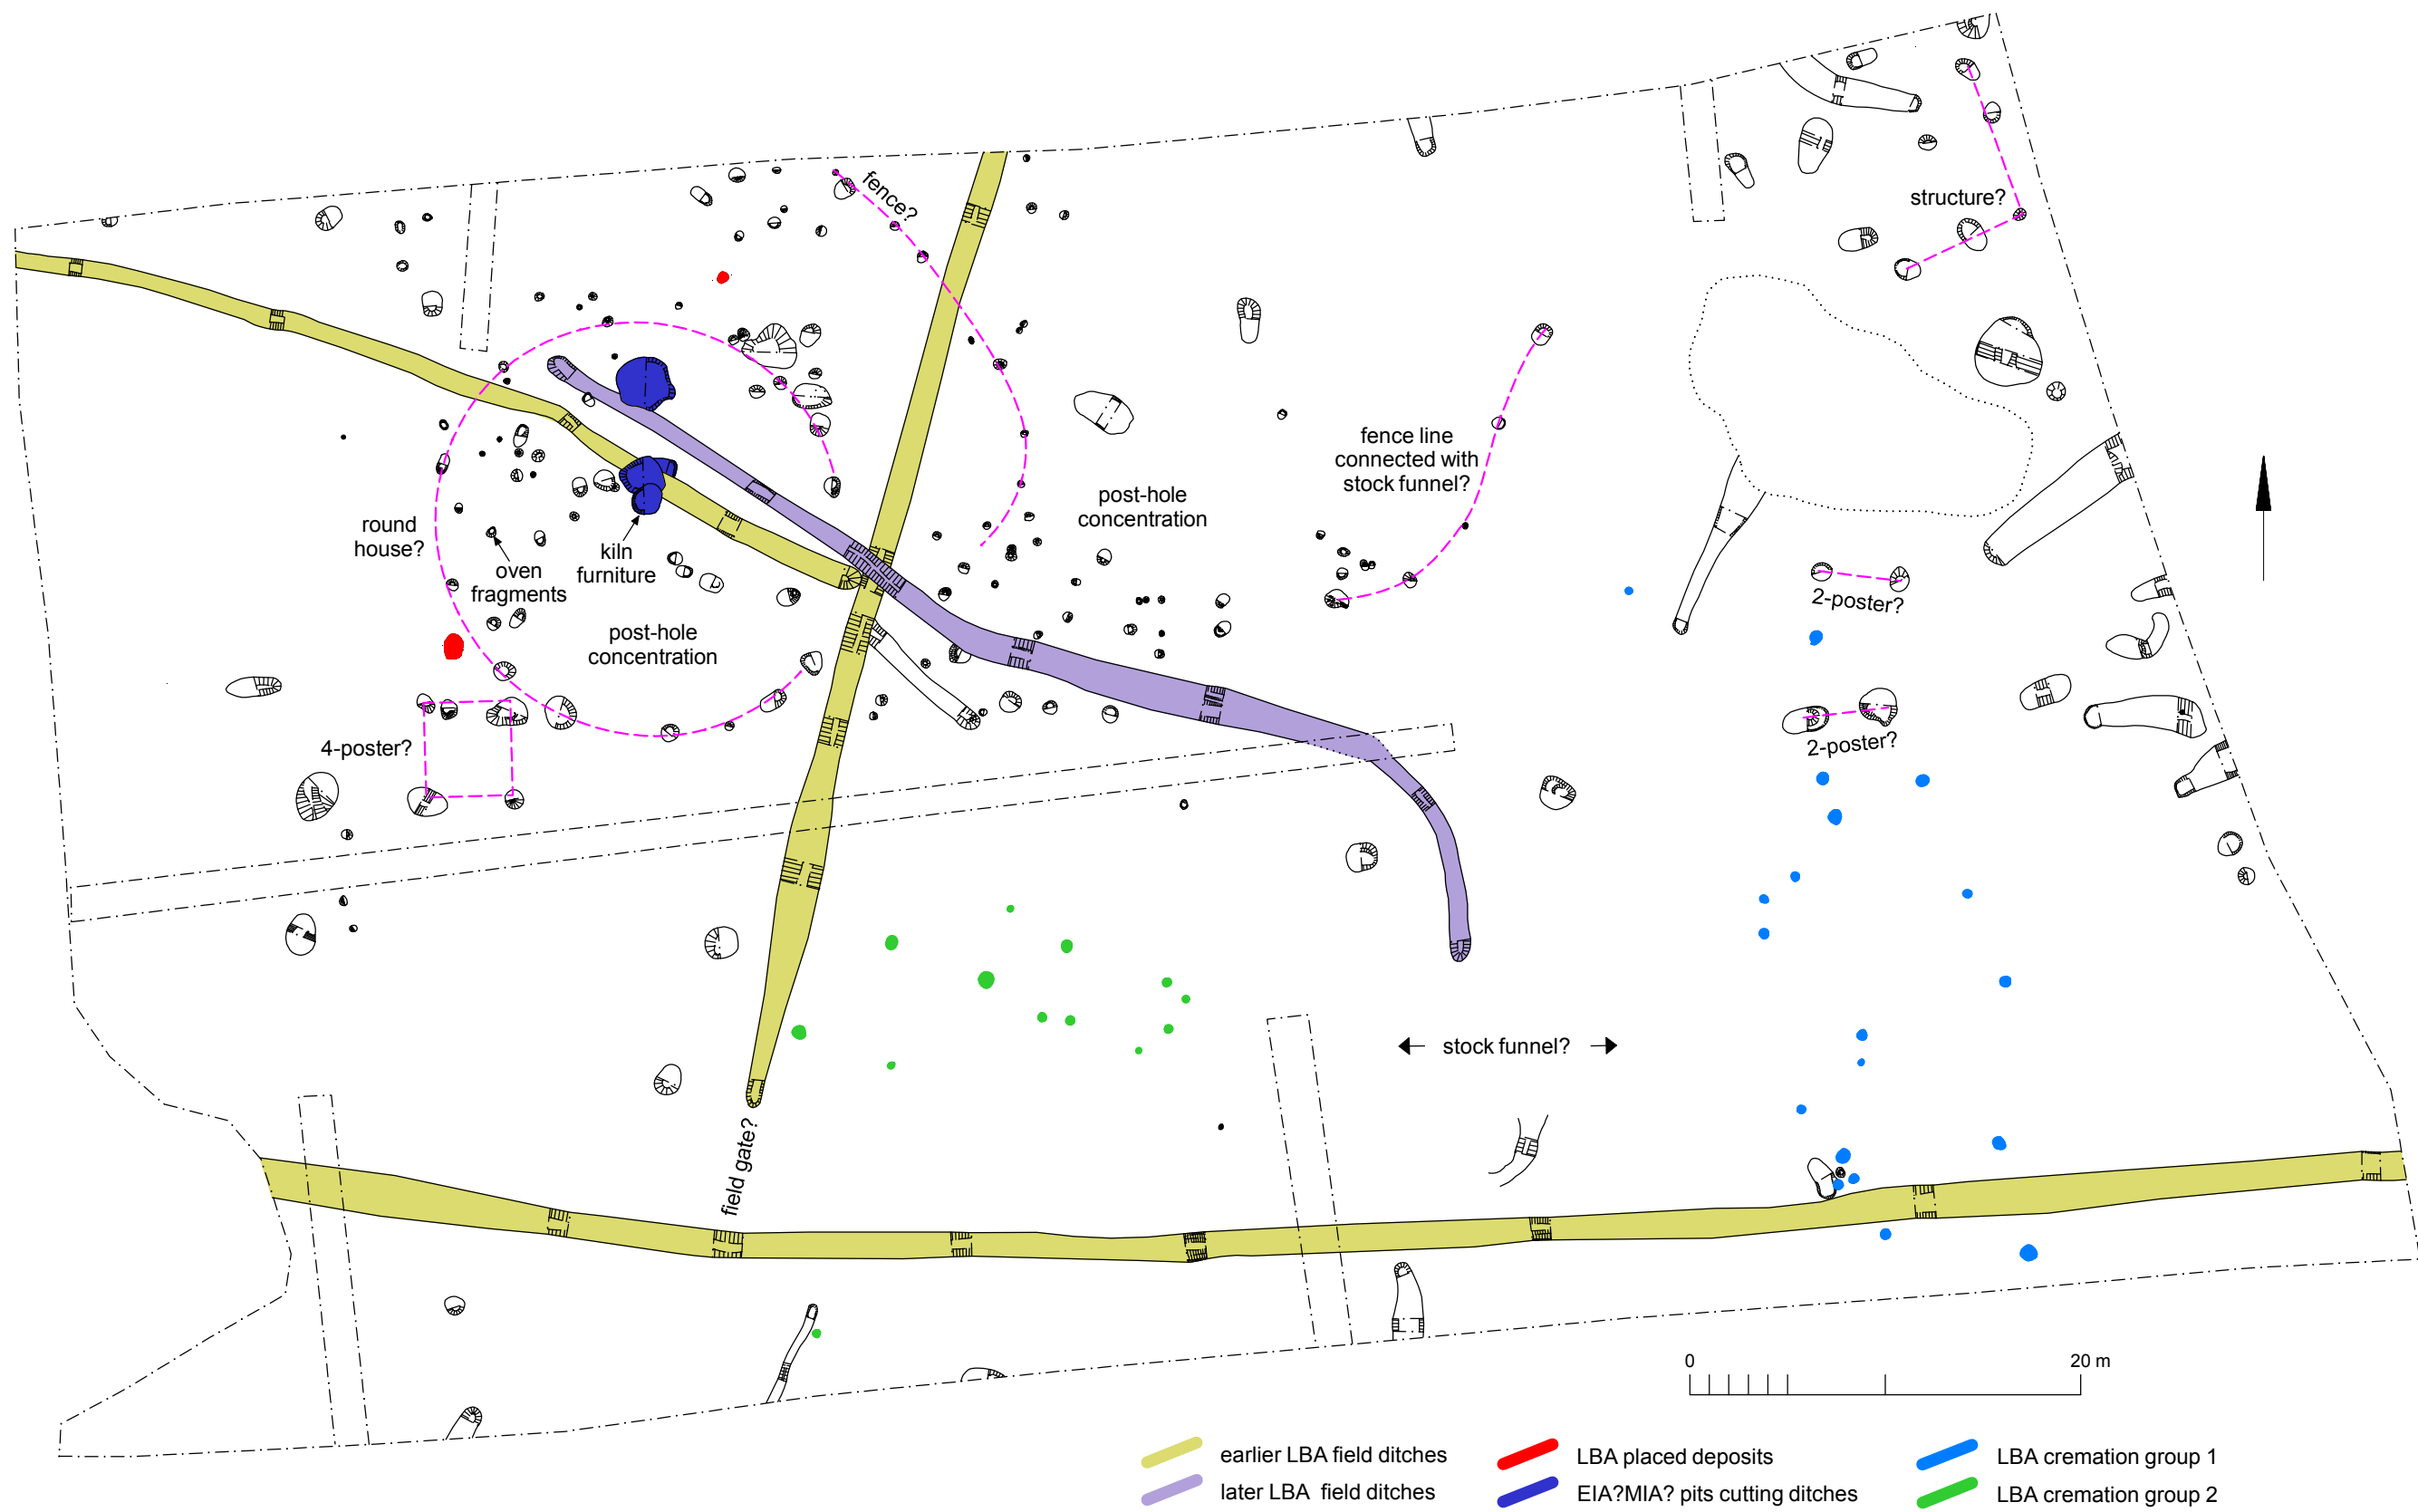 fence?
structure?
fence line
connected with
stock funnel?
post-hole
concentration
round
house?
oven
fragments
kiln
furniture
post-hole
concentration
2-poster?
4-poster?
2-poster?
stock funnel?
field gate?
0
20 m
earlier LBA field ditches
later LBA field ditches
LBA placed deposits
EIA?MIA? pits cutting ditches
LBA cremation group 1
LBA cremation group 2